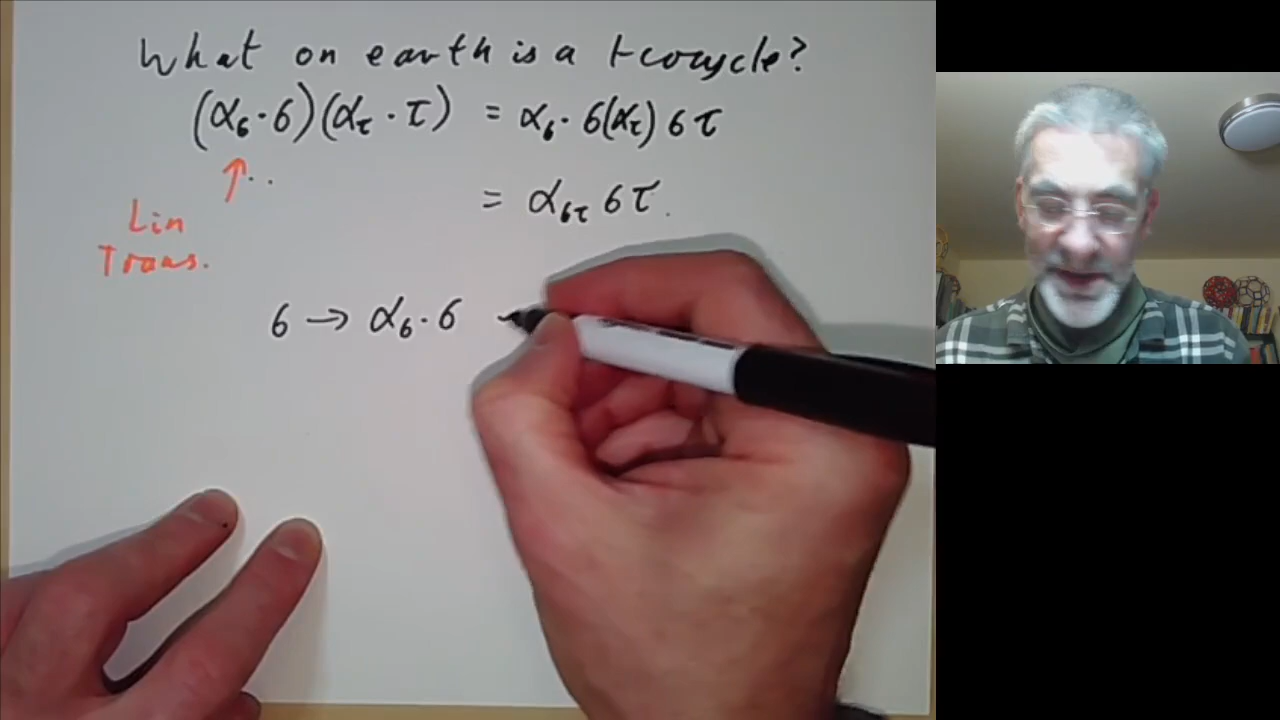 What on earth is a 1-cocycle?
(α_σ · σ)(α_τ · τ) = α_σ · σ(α_τ) σ τ
↑ ..
= α_στ σ τ.
Lin
Trans.
σ → α_σ · σ